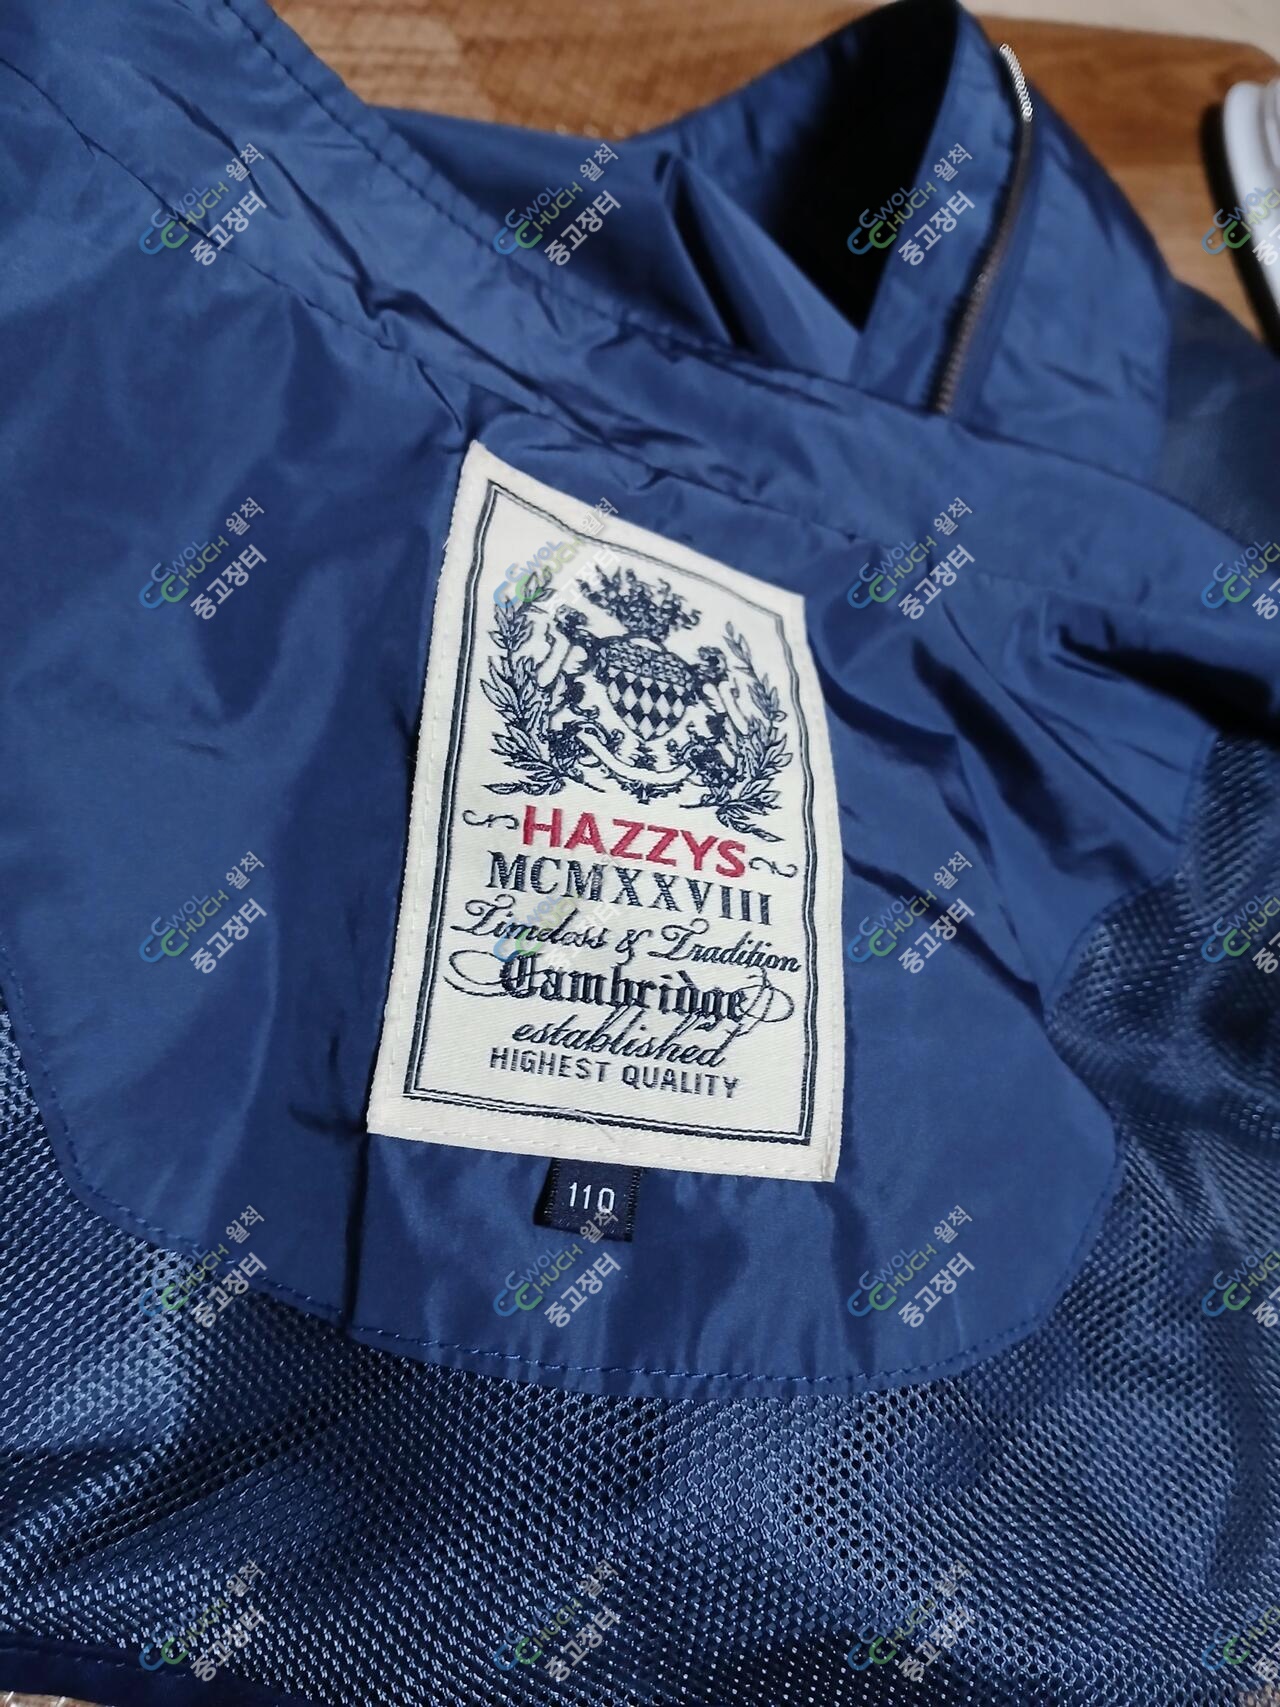 HAZZYS
MCMXXVIII
Timeless & Tradition
Cambridge
established
HIGHEST QUALITY
110
CWOL
CHUCH 월척
중고장터